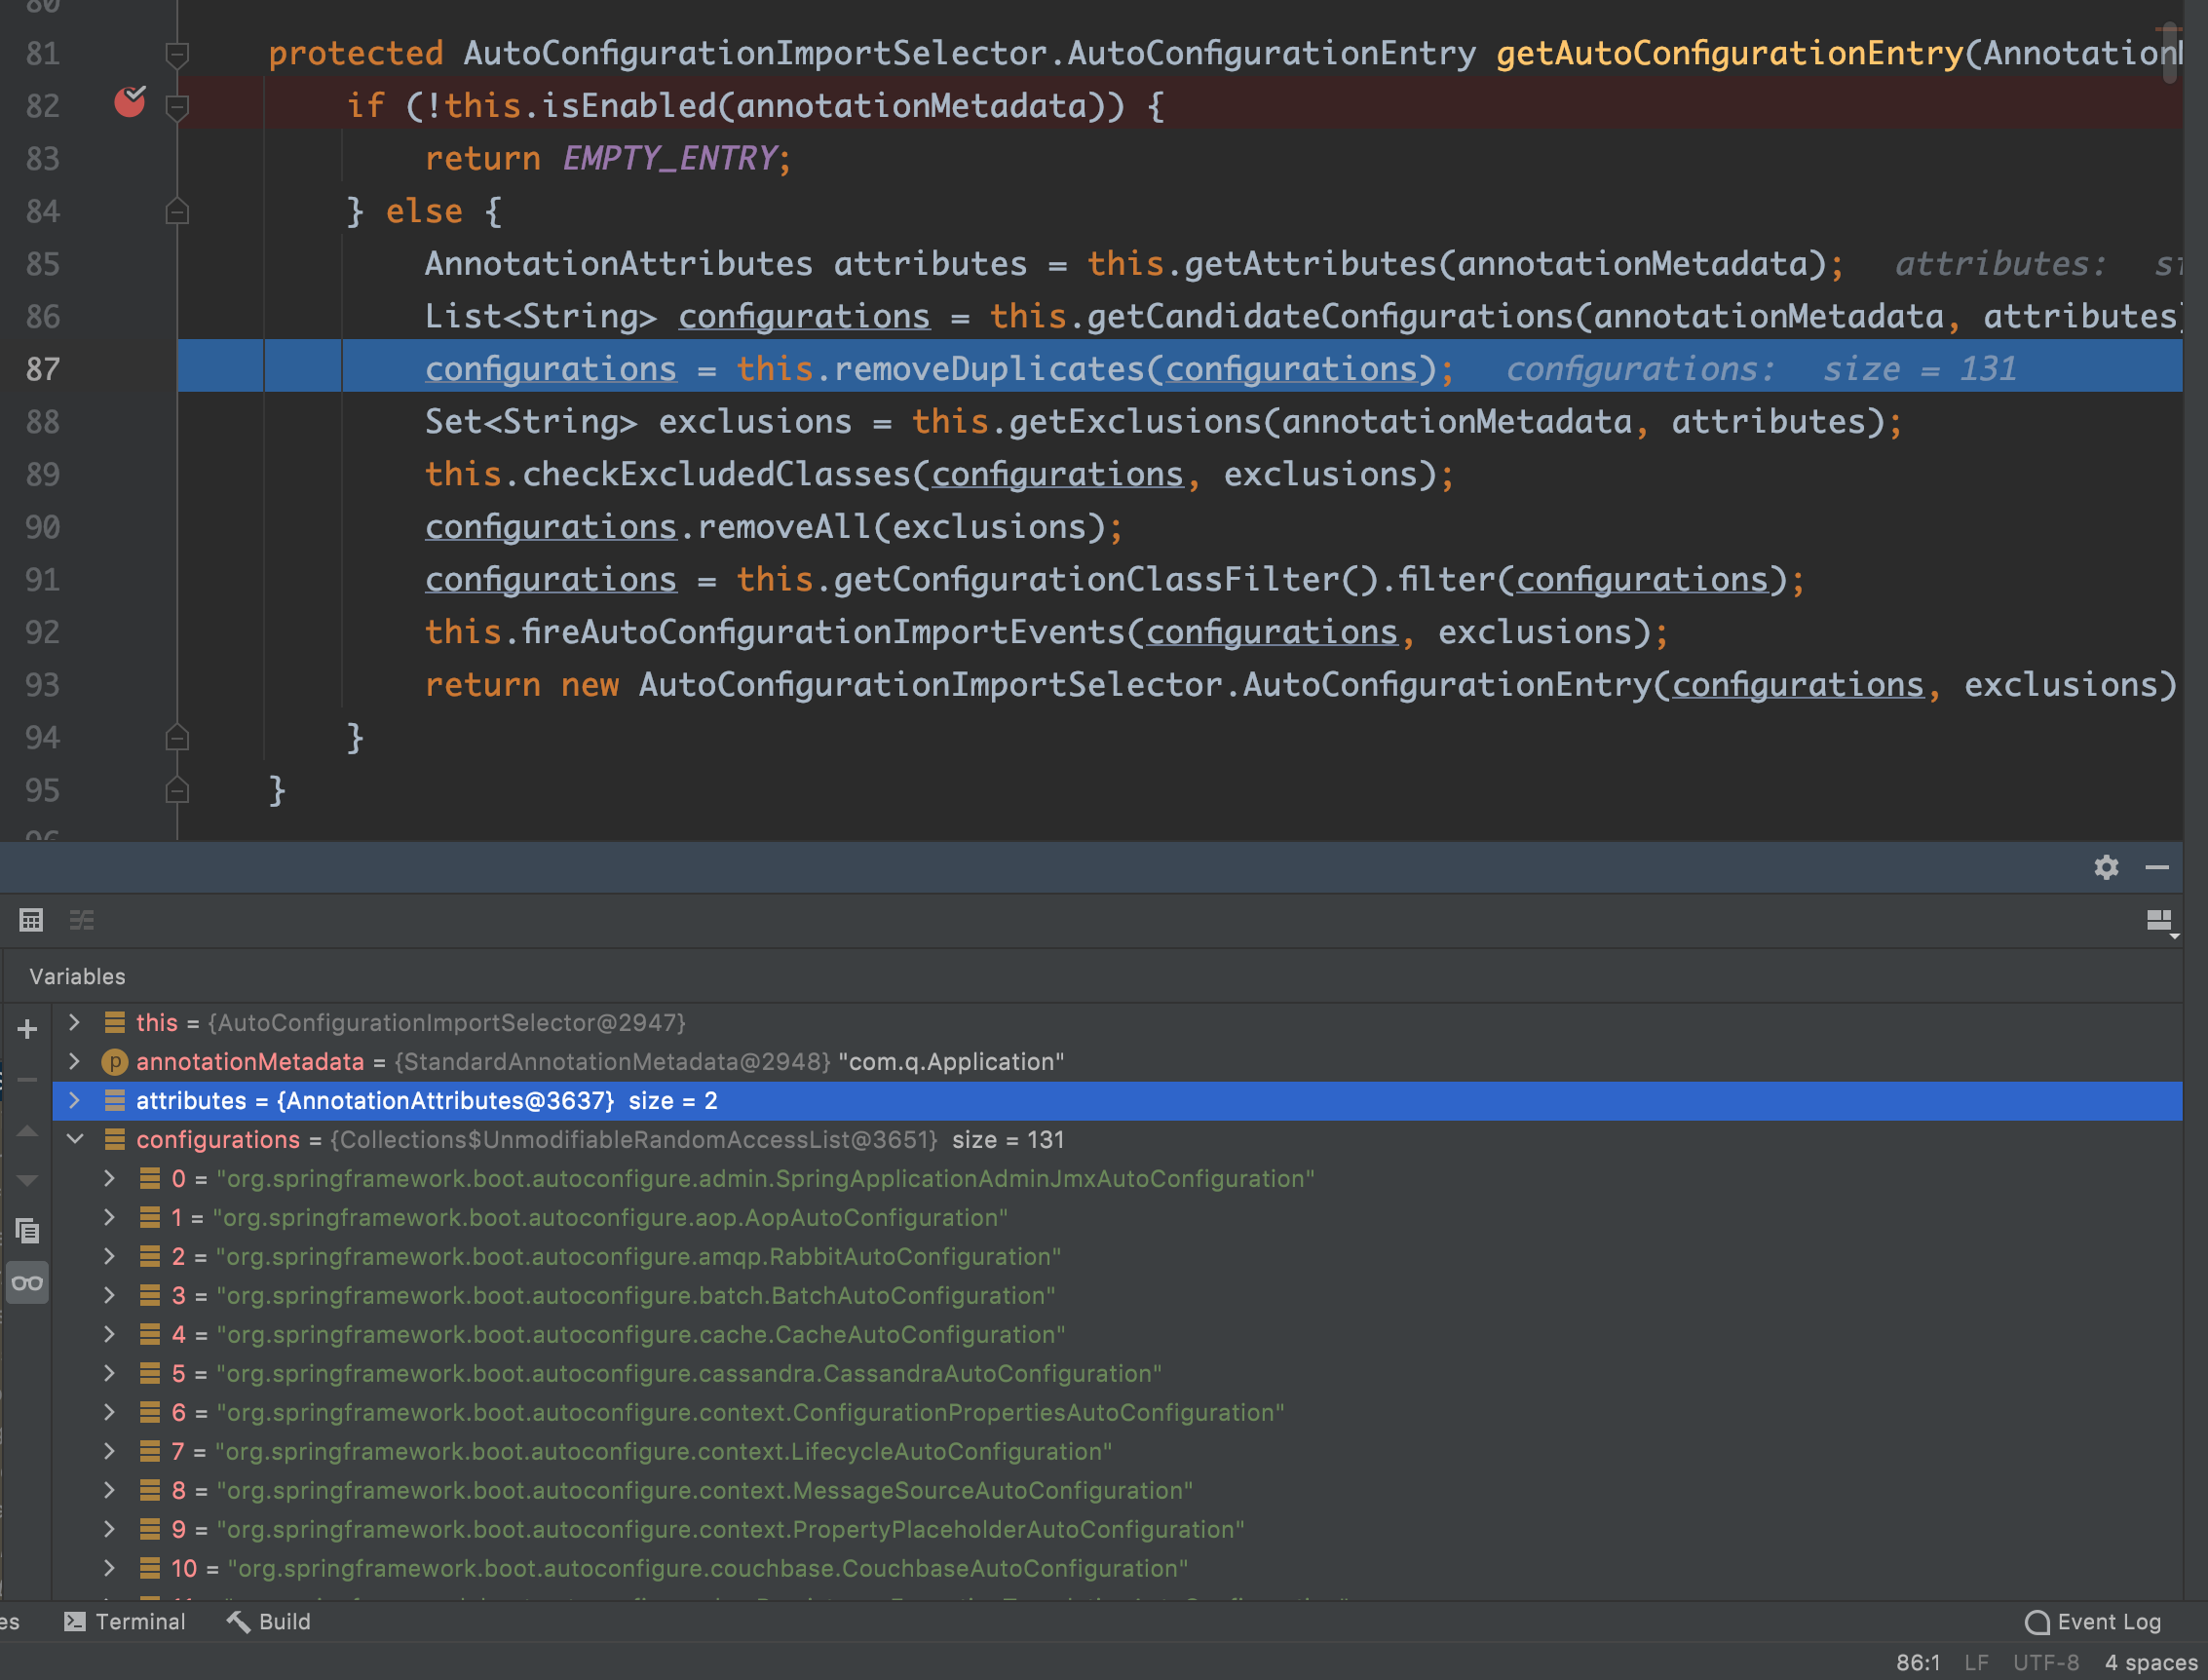 81 protected AutoConfigurationImportSelector.AutoConfigurationEntry getAutoConfigurationEntry(Annotation
82 if (!this.isEnabled(annotationMetadata)) {
83 return EMPTY_ENTRY;
84 } else {
85 AnnotationAttributes attributes = this.getAttributes(annotationMetadata); attributes: si
86 List<String> configurations = this.getCandidateConfigurations(annotationMetadata, attributes)
87 configurations = this.removeDuplicates(configurations); configurations: size = 131
88 Set<String> exclusions = this.getExclusions(annotationMetadata, attributes);
89 this.checkExcludedClasses(configurations, exclusions);
90 configurations.removeAll(exclusions);
91 configurations = this.getConfigurationClassFilter().filter(configurations);
92 this.fireAutoConfigurationImportEvents(configurations, exclusions);
93 return new AutoConfigurationImportSelector.AutoConfigurationEntry(configurations, exclusions)
94 }
95 }
Variables
this = {AutoConfigurationImportSelector@2947}
p annotationMetadata = {StandardAnnotationMetadata@2948} "com.q.Application"
attributes = {AnnotationAttributes@3637} size = 2
configurations = {Collections$UnmodifiableRandomAccessList@3651} size = 131
0 = "org.springframework.boot.autoconfigure.admin.SpringApplicationAdminJmxAutoConfiguration"
1 = "org.springframework.boot.autoconfigure.aop.AopAutoConfiguration"
2 = "org.springframework.boot.autoconfigure.amqp.RabbitAutoConfiguration"
3 = "org.springframework.boot.autoconfigure.batch.BatchAutoConfiguration"
4 = "org.springframework.boot.autoconfigure.cache.CacheAutoConfiguration"
5 = "org.springframework.boot.autoconfigure.cassandra.CassandraAutoConfiguration"
6 = "org.springframework.boot.autoconfigure.context.ConfigurationPropertiesAutoConfiguration"
7 = "org.springframework.boot.autoconfigure.context.LifecycleAutoConfiguration"
8 = "org.springframework.boot.autoconfigure.context.MessageSourceAutoConfiguration"
9 = "org.springframework.boot.autoconfigure.context.PropertyPlaceholderAutoConfiguration"
10 = "org.springframework.boot.autoconfigure.couchbase.CouchbaseAutoConfiguration"
es Terminal Build Event Log
86:1 LF UTF-8 4 spaces